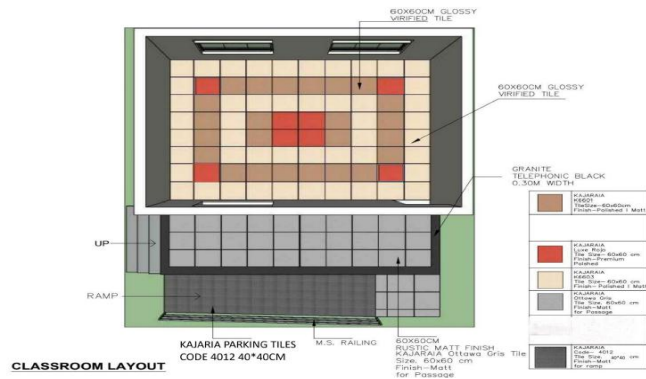 60X60CM GLOSSY
VIRIFIED TILE
60X60CM GLOSSY
VIRIFIED TILE
GRANITE
TELEPHONIC BLACK
0.30M WIDTH
UP
RAMP
KAJARIA PARKING TILES
CODE 4012 40*40CM
M.S. RAILING
60X60CM
RUSTIC MATT FINISH
KAJARAIA Ottawa Gris Tile
Size. 60x60 cm
Finish-Matt
for Passage
CLASSROOM LAYOUT
KAJARAIA
K6601
TileSize-60x60cm
Finish-Polished | Matt
KAJARAIA
Luxe Rojo
Tile Size-60x60 cm
Finish-Premium
Polished
KAJARAIA
K6603
Tile Size-60x60 cm
Finish-Polished | Matt
KAJARAIA
Ottawa Gris
Tile Size. 60x60 cm
Finish-Matt
for Passage
KAJARAIA
Code- 4012
Tile Size. 40*40 cm
Finish-Matt
for ramp